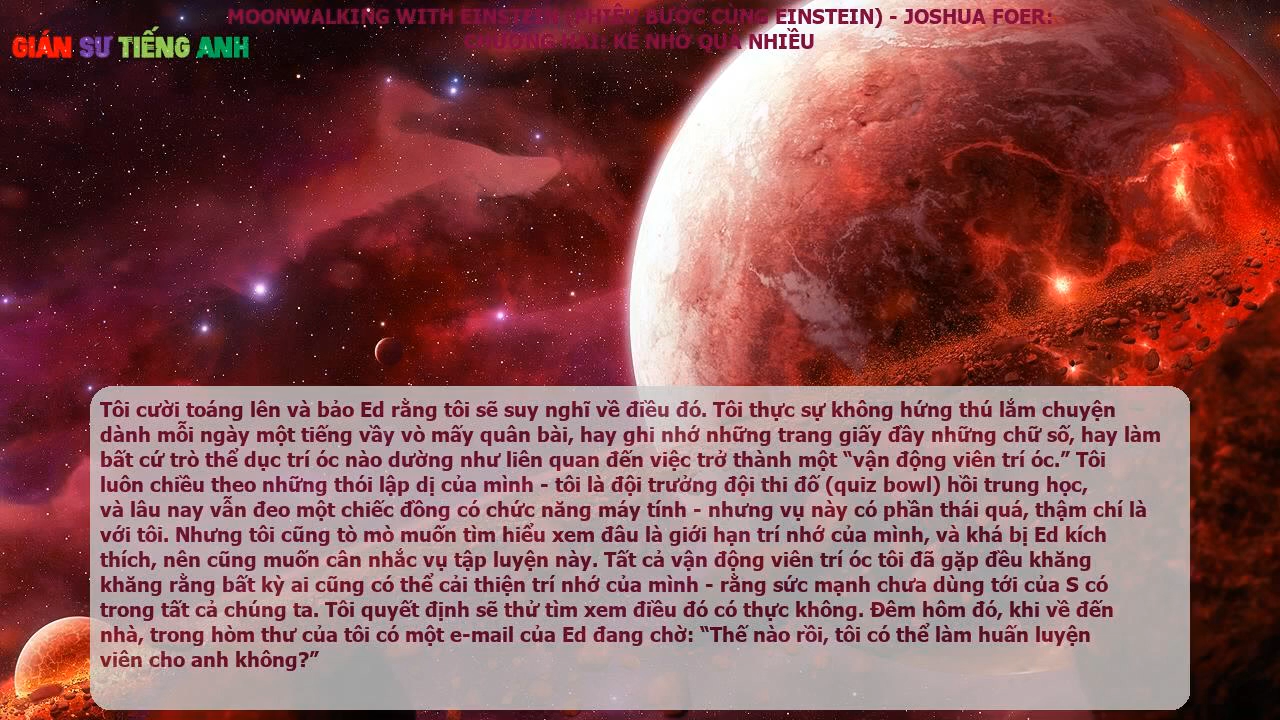 MOONWALKING WITH EINSTEIN (PHIÊU BƯỚC CÙNG EINSTEIN) - JOSHUA FOER:
CHƯƠNG HAI: KẺ NHỚ QUÁ NHIỀU
GIÁN SƯ TIẾNG ANH
Tôi cười toáng lên và bảo Ed rằng tôi sẽ suy nghĩ về điều đó. Tôi thực sự không hứng thú lắm chuyện
dành mỗi ngày một tiếng vầy vò mấy quân bài, hay ghi nhớ những trang giấy đầy những chữ số, hay làm
bất cứ trò thể dục trí óc nào dường như liên quan đến việc trở thành một “vận động viên trí óc.” Tôi
luôn chiều theo những thói lập dị của mình - tôi là đội trưởng đội thi đố (quiz bowl) hồi trung học,
và lâu nay vẫn đeo một chiếc đồng có chức năng máy tính - nhưng vụ này có phần thái quá, thậm chí là
với tôi. Nhưng tôi cũng tò mò muốn tìm hiểu xem đâu là giới hạn trí nhớ của mình, và khá bị Ed kích
thích, nên cũng muốn cân nhắc vụ tập luyện này. Tất cả vận động viên trí óc tôi đã gặp đều khăng
khăng rằng bất kỳ ai cũng có thể cải thiện trí nhớ của mình - rằng sức mạnh chưa dùng tới của S có
trong tất cả chúng ta. Tôi quyết định sẽ thử tìm xem điều đó có thực không. Đêm hôm đó, khi về đến
nhà, trong hòm thư của tôi có một e-mail của Ed đang chờ: “Thế nào rồi, tôi có thể làm huấn luyện
viên cho anh không?”